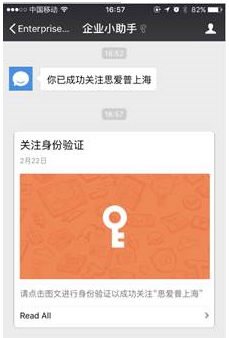 中国移动 16:57 82%
Enterprise... 企业小助手
16:52
你已成功关注思爱普上海
16:57
关注身份验证
2月22日
请点击图文进行身份验证以成功关注“思爱普上海”
Read All